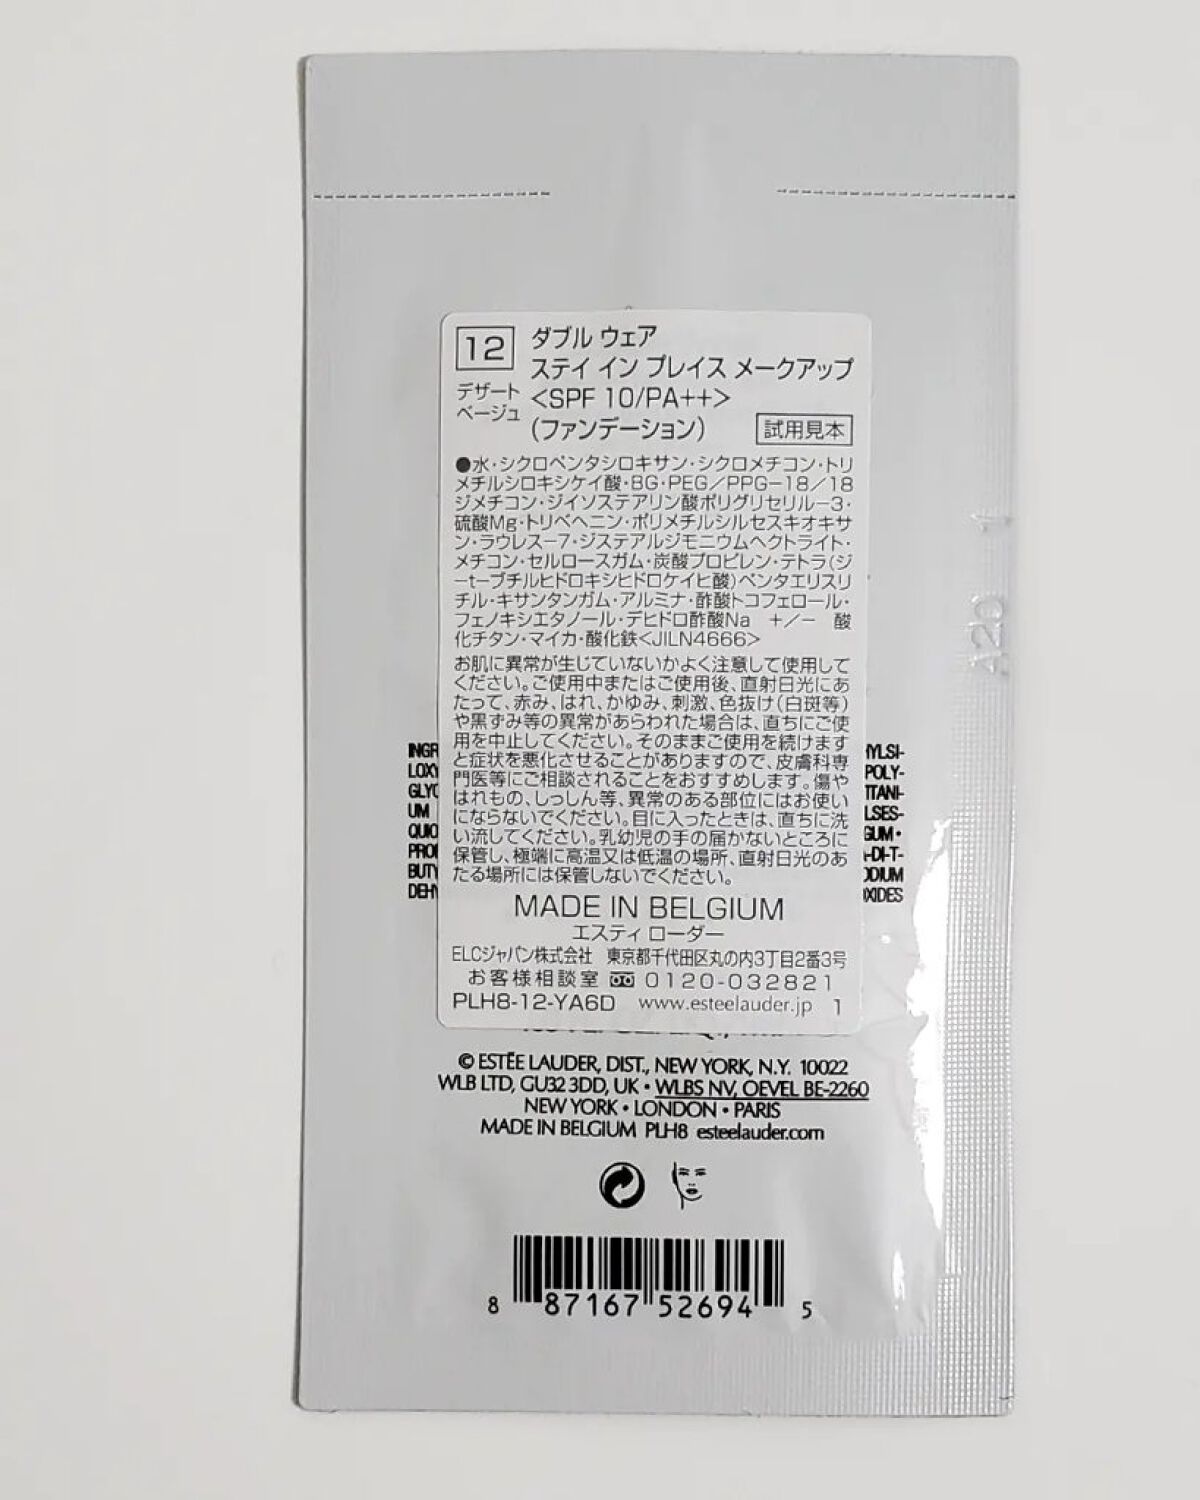 12
デザート
ベージュ
ダブル ウェア
ステイ イン プレイス メークアップ
<SPF 10/PA++>
(ファンデーション)
試用見本
●水・シクロペンタシロキサン・シクロメチコン・トリ
メチルシロキシケイ酸・BG・PEG/PPG-18/18
ジメチコン・ジイソステアリン酸ポリグリセリル-3・
硫酸Mg・トリベヘニン・ポリメチルシルセスキオキサ
ン・ラウレス-7・ジステアルジモニウムヘクトライト・
メチコン・セルロースガム・炭酸プロピレン・テトラ(ジ
-t-ブチルヒドロキシヒドロケイヒ酸)ペンタエリスリ
チル・キサンタンガム・アルミナ・酢酸トコフェロール・
フェノキシエタノール・デヒドロ酢酸Na +/- 酸
化チタン・マイカ・酸化鉄<JILN4666>
お肌に異常が生じていないかよく注意して使用して
ください。ご使用中またはご使用後、直射日光にあ
たって、赤み、はれ、かゆみ、刺激、色抜け(白斑等)
や黒ずみ等の異常があらわれた場合は、直ちにご使
用を中止してください。そのままご使用を続けます
と症状を悪化させることがありますので、皮膚科専
門医等にご相談されることをおすすめします。傷や
はれもの、しっしん等、異常のある部位にはお使い
にならないでください。目に入ったときは、直ちに洗
い流してください。乳幼児の手の届かないところに
保管し、極端に高温又は低温の場所、直射日光のあ
たる場所には保管しないでください。
MADE IN BELGIUM
エスティ ローダー
ELCジャパン株式会社 東京都千代田区丸の内3丁目2番3号
お客様相談室 0120-032821
PLH8-12-YA6D www.esteelauder.jp 1
© ESTĒE LAUDER, DIST., NEW YORK, N.Y. 10022
WLB LTD, GU32 3DD, UK • WLBS NV, OEVEL BE-2260
NEW YORK • LONDON • PARIS
MADE IN BELGIUM PLH8 esteelauder.com
8 87167 52694 5
A20 1